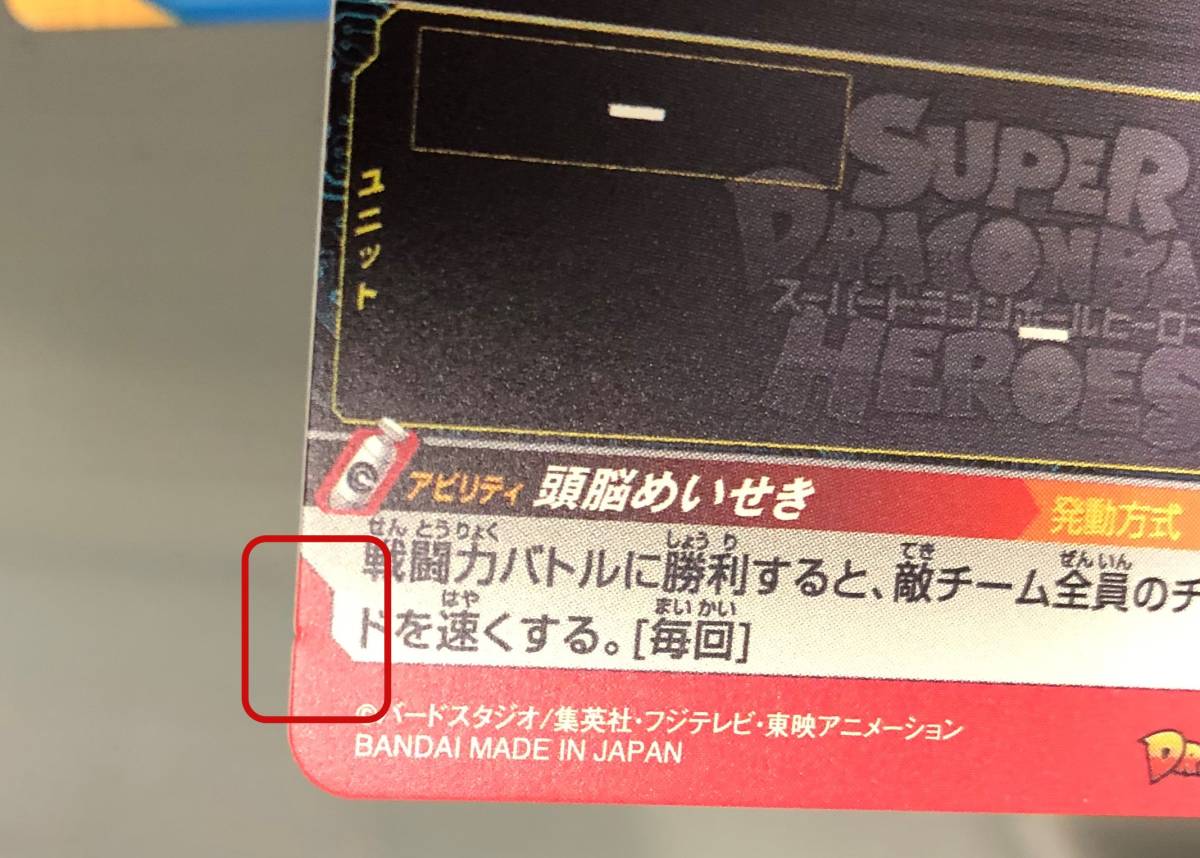 ー
ユニット
SUPER
DRAGONBA
スーパードラゴンボールヒーロ
HEROES
ー
C
アビリティ 頭脳めいせき 発動方式
せん とう りょく しょう り てき ぜん いん
戦闘力バトルに勝利すると、敵チーム全員のチ
はや まい かい
ドを速くする。[毎回]
©バードスタジオ/集英社・フジテレビ・東映アニメーション
BANDAI MADE IN JAPAN